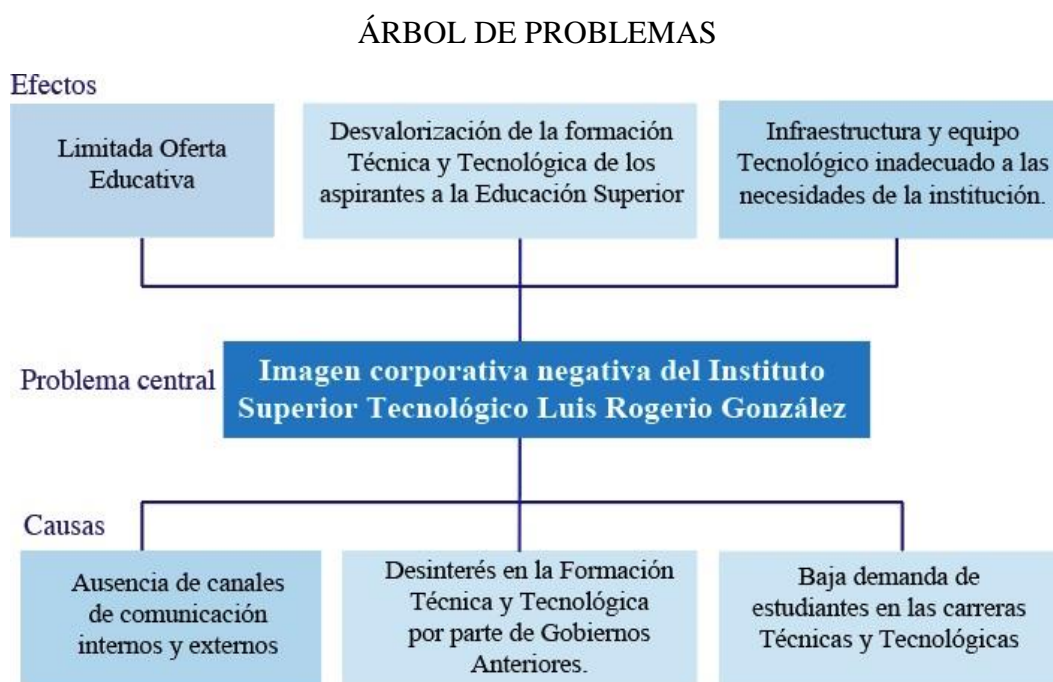 ÁRBOL DE PROBLEMAS
Efectos
Limitada Oferta
Educativa
Desvalorización de la formación
Técnica y Tecnológica de los
aspirantes a la Educación Superior
Infraestructura y equipo
Tecnológico inadecuado a las
necesidades de la institución.
Problema central
Imagen corporativa negativa del Instituto
Superior Tecnológico Luis Rogerio González
Causas
Ausencia de canales
de comunicación
internos y externos
Desinterés en la Formación
Técnica y Tecnológica
por parte de Gobiernos
Anteriores.
Baja demanda de
estudiantes en las carreras
Técnicas y Tecnológicas